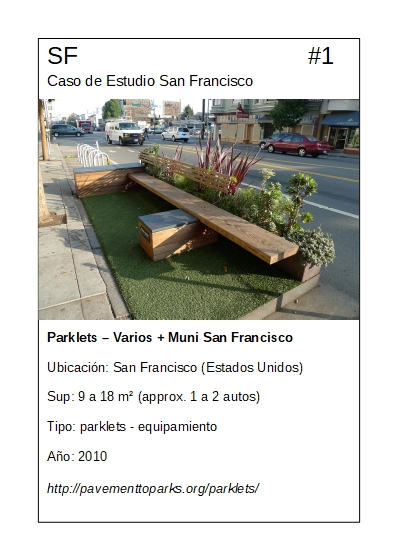 SF #1
Caso de Estudio San Francisco
Parklets – Varios + Muni San Francisco
Ubicación: San Francisco (Estados Unidos)
Sup: 9 a 18 m² (approx. 1 a 2 autos)
Tipo: parklets - equipamiento
Año: 2010
http://pavementtoparks.org/parklets/